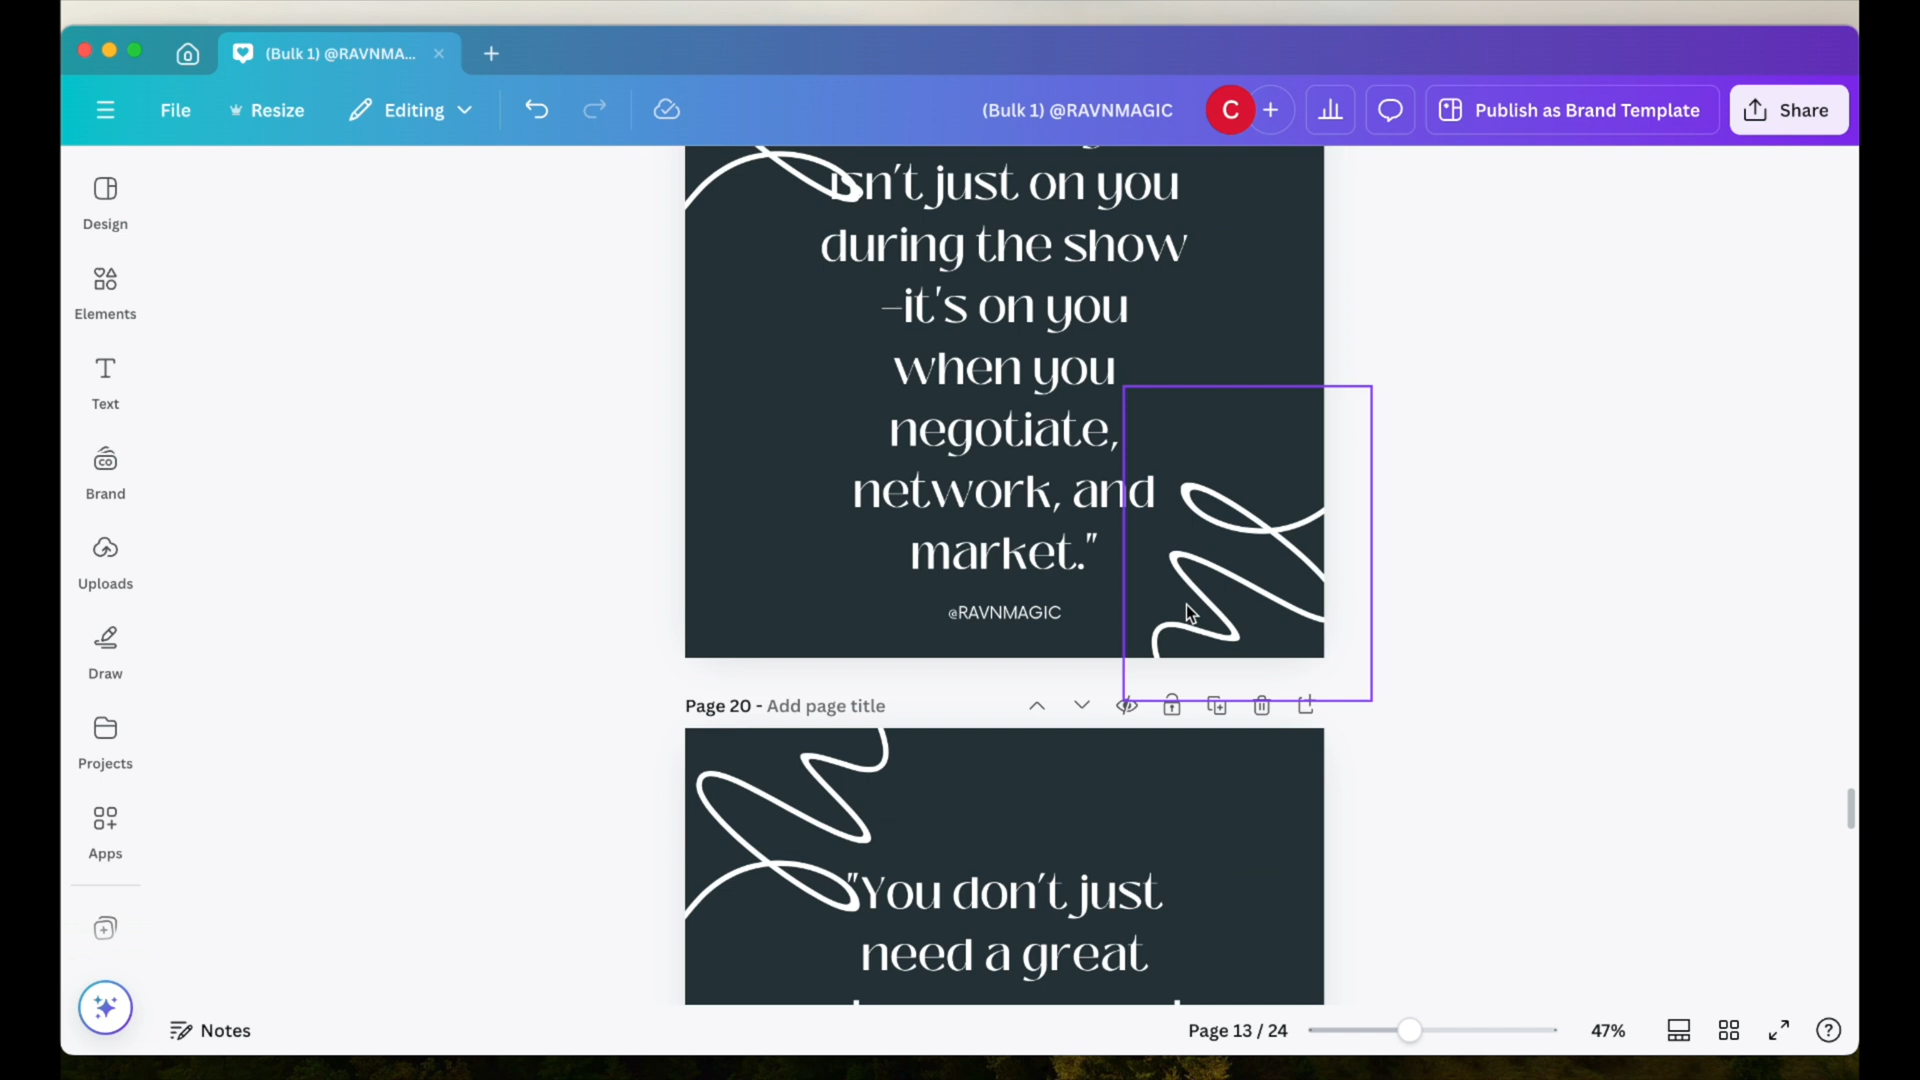 (Bulk 1) @RAVNMA...
File
Resize
Editing
(Bulk 1) @RAVNMAGIC
C
Publish as Brand Template
Share
Design
Elements
Text
Brand
Uploads
Draw
Projects
Apps
isn't just on you
during the show
–it's on you
when you
negotiate,
network, and
market."
@RAVNMAGIC
Page 20 - Add page title
"You don't just
need a great
Notes
Page 13 / 24
47%